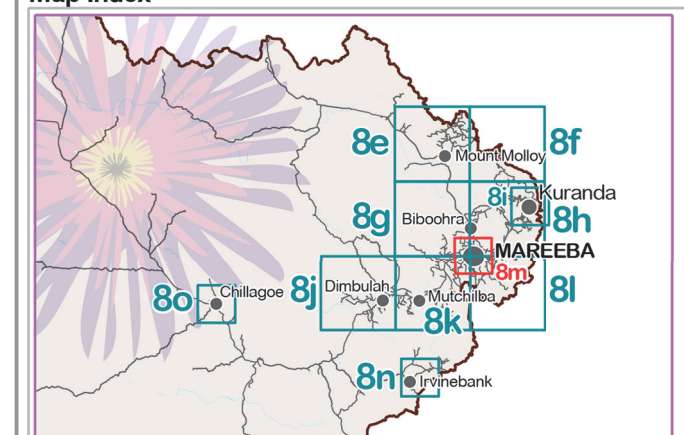 Map Index
8e
Mount Molloy
8f
8i
Kuranda
8g
Biboohra
8h
MAREEBA
8m
8o
Chillagoe
8j
Dimbulah
Mutchilba
8k
8l
8n
Irvinebank